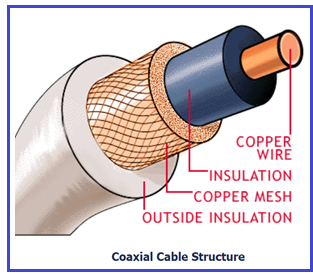 COPPER
WIRE
INSULATION
COPPER MESH
OUTSIDE INSULATION
Coaxial Cable Structure